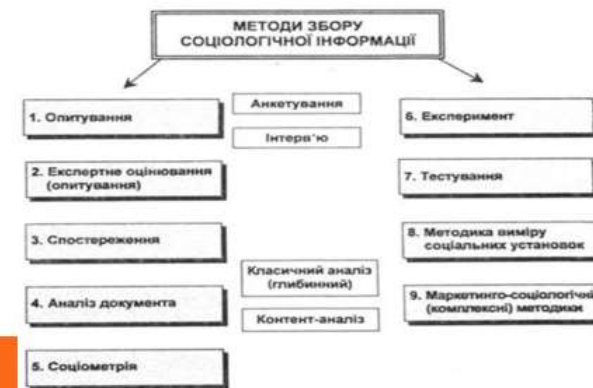 МЕТОДИ ЗБОРУ
СОЦІОЛОГІЧНОЇ ІНФОРМАЦІЇ
1. Опитування
Анкетування
Інтерв'ю
2. Експертне оцінювання
(опитування)
3. Спостереження
4. Аналіз документа
Класичний аналіз
(глибинний)
Контент-аналіз
5. Соціометрія
6. Експеримент
7. Тестування
8. Методика виміру
соціальних установок
9. Маркетинго-соціологічні
(комплексні) методики